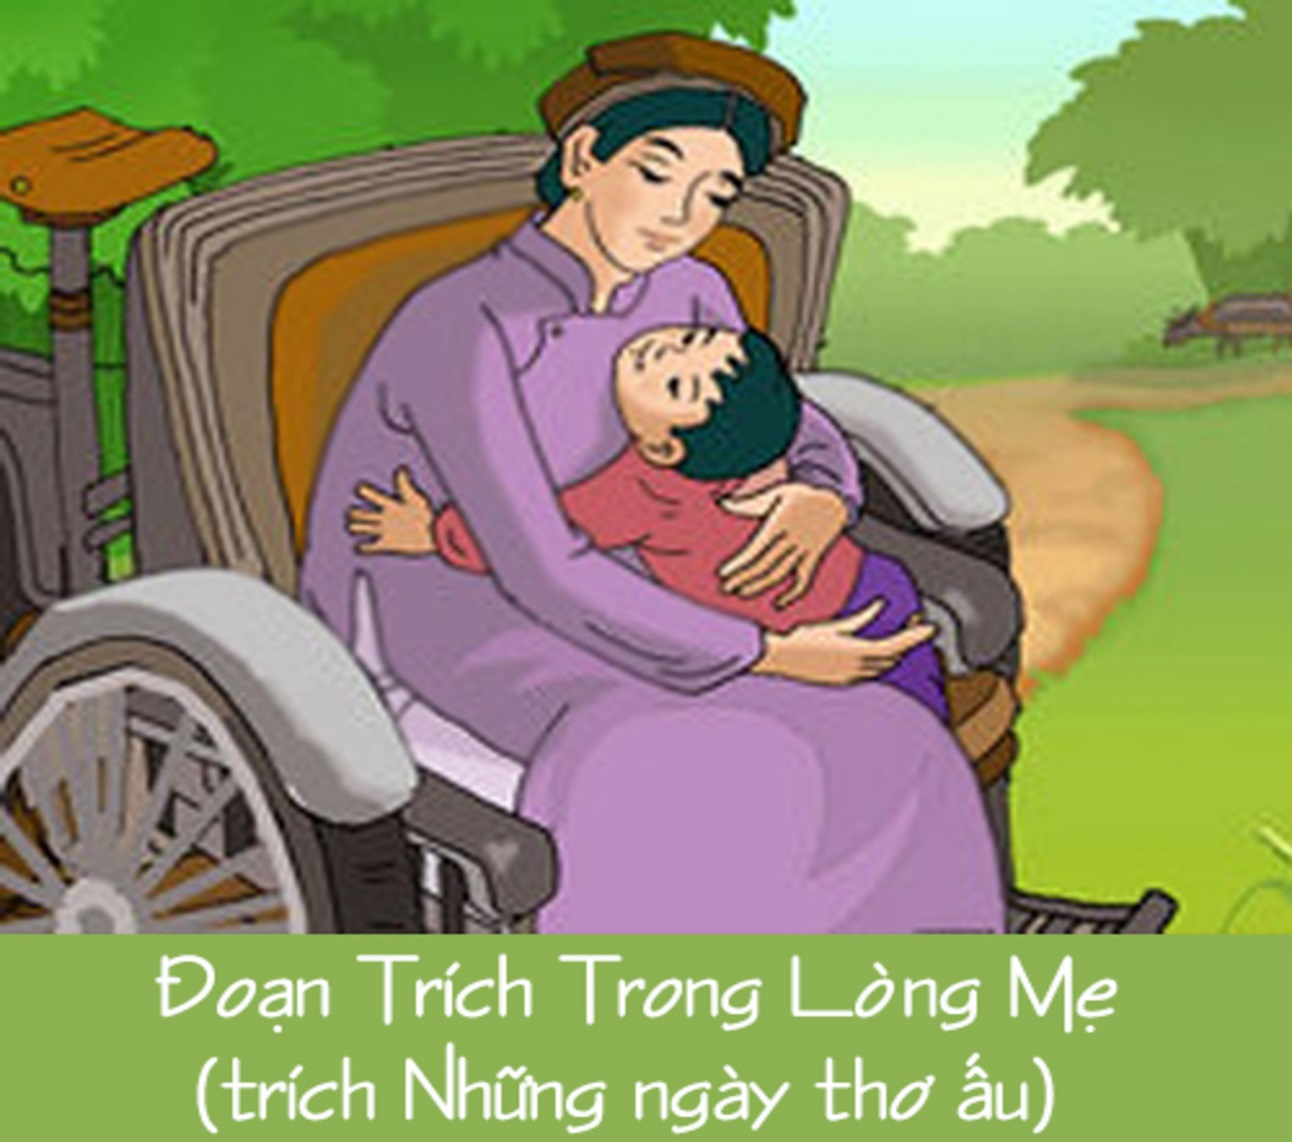 Đoạn Trích Trong Lòng Mẹ
(trích Những ngày thơ ấu)